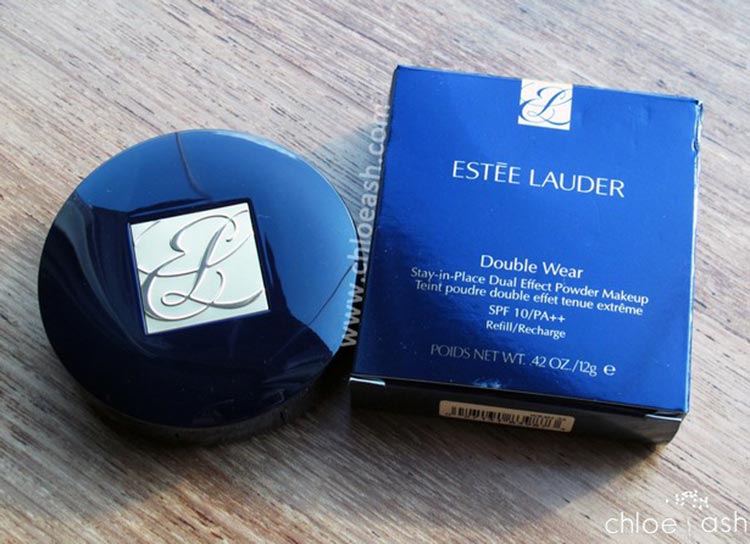 ESTĒE LAUDER
Double Wear
Stay-in-Place Dual Effect Powder Makeup
Teint poudre double effet tenue extrême
SPF 10/PA++
Refill/Recharge
POIDS NET WT. .42 OZ./12g e
www.chloeash.com
chloe ash